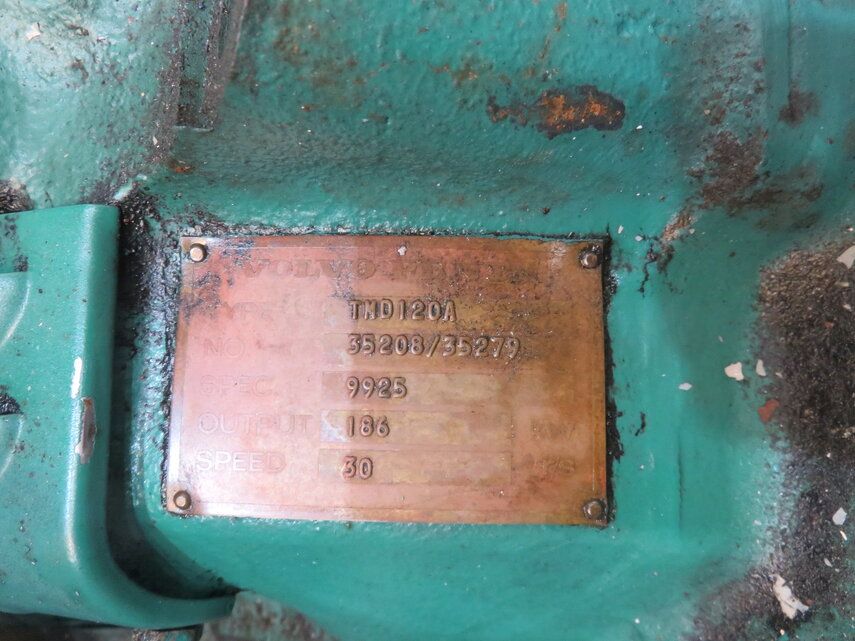 VOLVO PENTA
TYPE TMD120A
NO 35208/35279
SPEC. 9925
OUTPUT 186 kW
SPEED 30 r/s